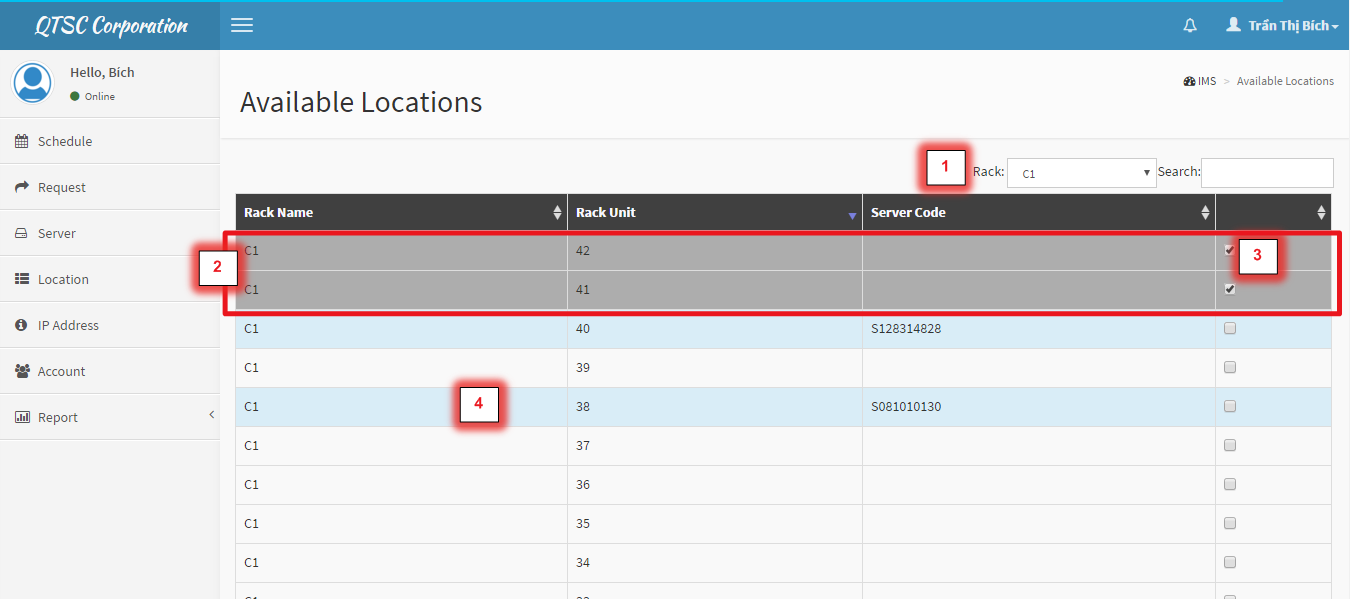 QTSC Corporation
Trần Thị Bích
Hello, Bích
Online
IMS > Available Locations
Available Locations
Schedule
Request
Server
Location
IP Address
Account
Report
1
Rack: C1 Search:
Rack Name Rack Unit Server Code
2
C1 42
3
C1 41
C1 40 S128314828
C1 39
4
C1 38 S081010130
C1 37
C1 36
C1 35
C1 34